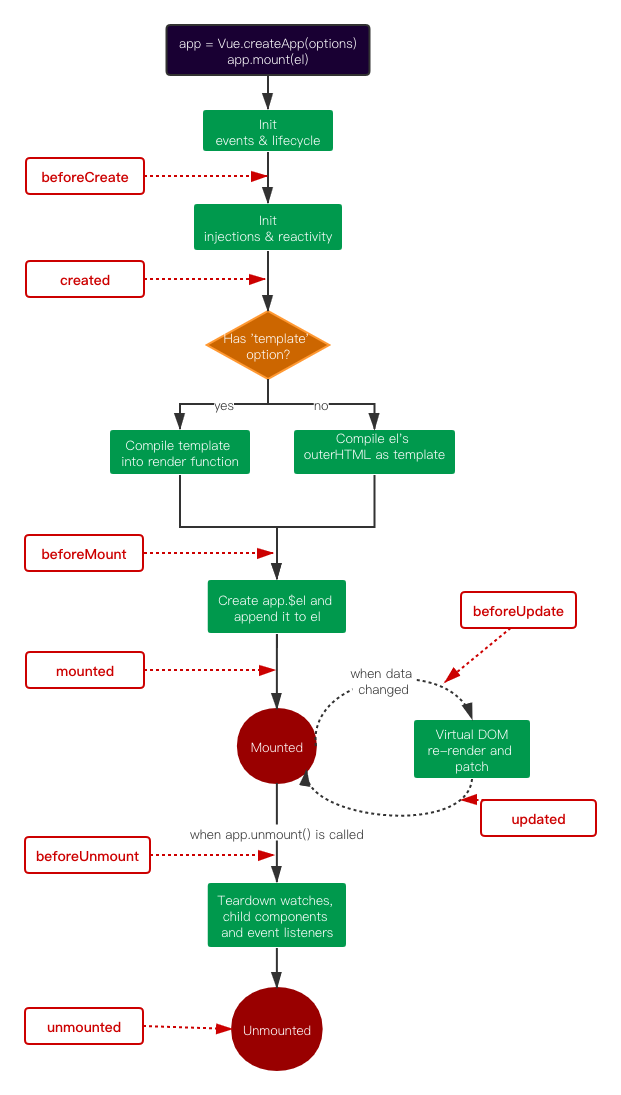 app = Vue.createApp(options)
app.mount(el)
Init
events & lifecycle
beforeCreate
Init
injections & reactivity
created
Has 'template'
option?
yes
no
Compile template
into render function
Compile el's
outerHTML as template
beforeMount
Create app.$el and
append it to el
beforeUpdate
mounted
when data
changed
Mounted
Virtual DOM
re-render and
patch
updated
when app.unmount() is called
beforeUnmount
Teardown watches,
child components
and event listeners
unmounted
Unmounted